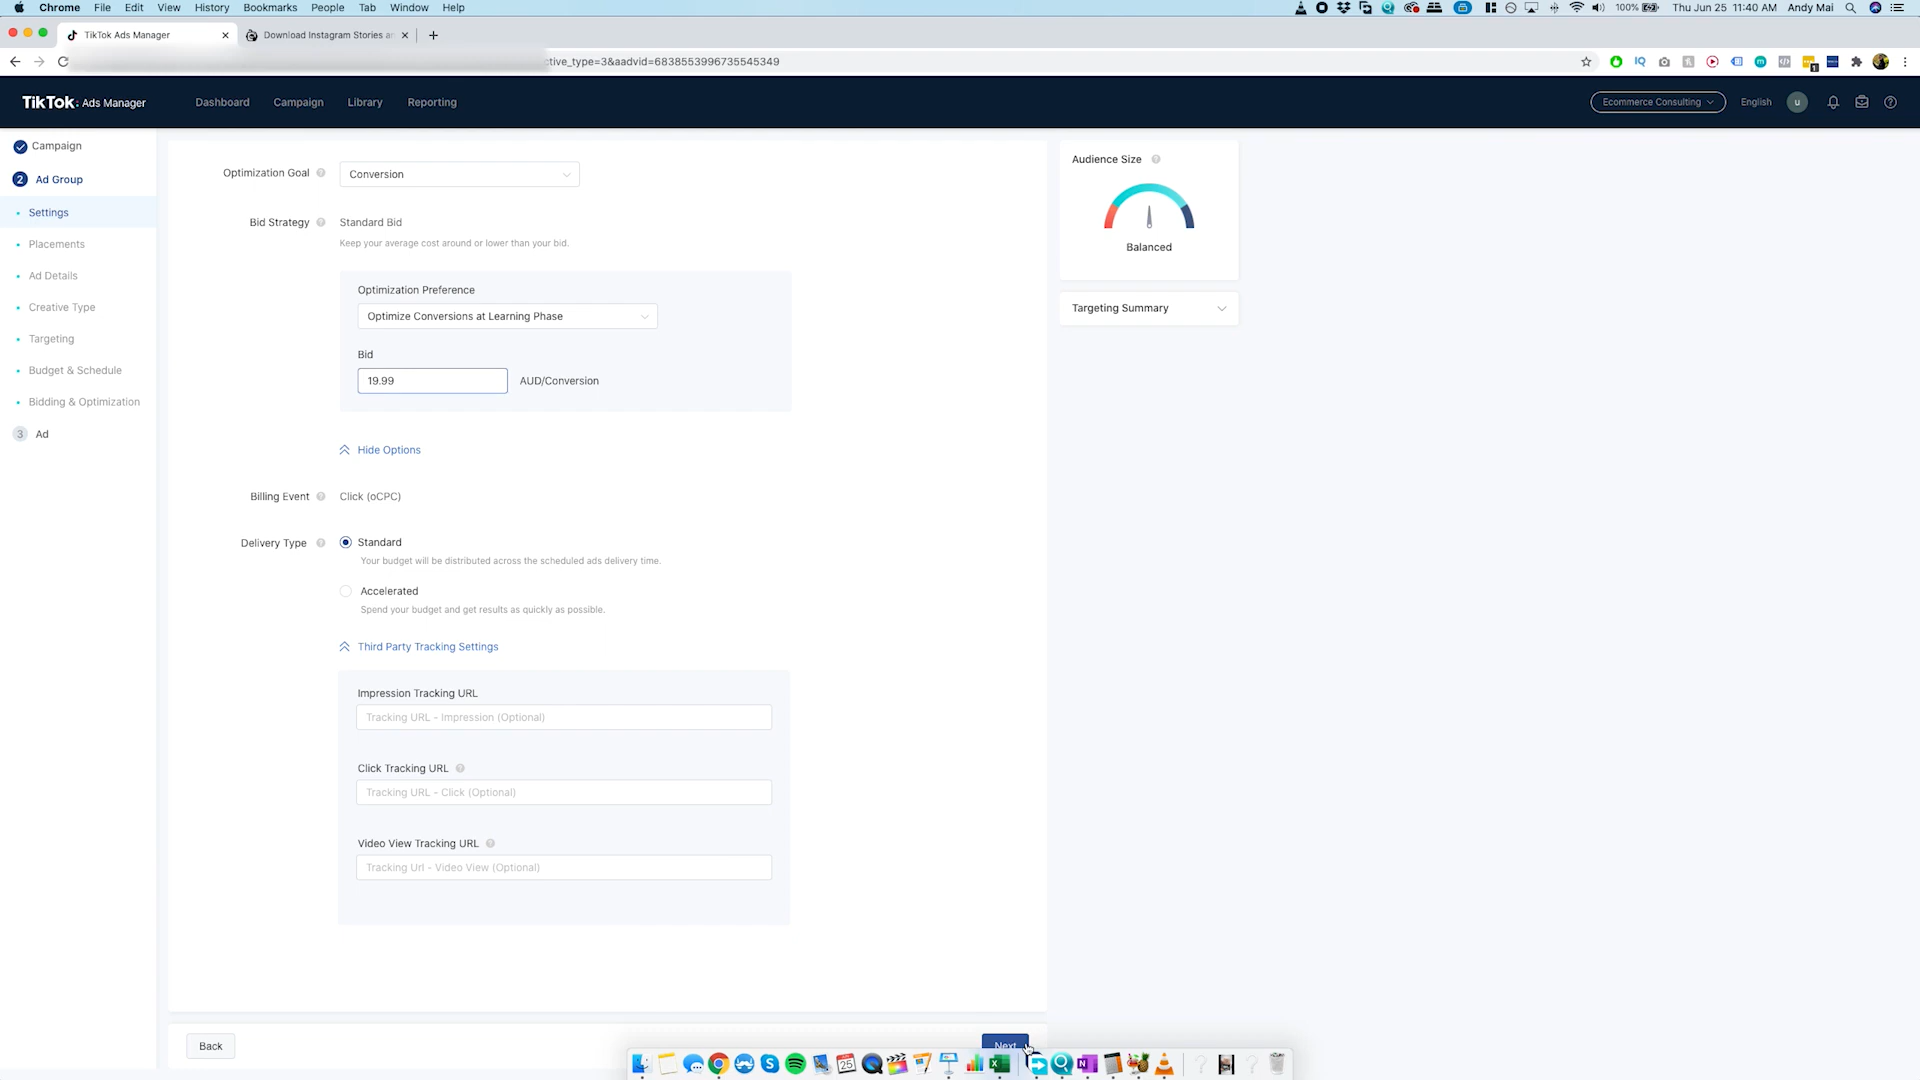 Chrome File Edit View History Bookmarks People Tab Window Help
100% Thu Jun 25 11:40 AM Andy Mai
TikTok Ads Manager
Download Instagram Stories an
ctive_type=3&aadvid=6838553996735545349
TikTok: Ads Manager
Dashboard Campaign Library Reporting
Ecommerce Consulting English u
Campaign
2 Ad Group
Settings
Placements
Ad Details
Creative Type
Targeting
Budget & Schedule
Bidding & Optimization
3 Ad
Optimization Goal Conversion
Bid Strategy Standard Bid
Keep your average cost around or lower than your bid.
Optimization Preference
Optimize Conversions at Learning Phase
Bid
19.99 AUD/Conversion
Hide Options
Billing Event Click (oCPC)
Delivery Type Standard
Your budget will be distributed across the scheduled ads delivery time.
Accelerated
Spend your budget and get results as quickly as possible.
Third Party Tracking Settings
Impression Tracking URL
Tracking URL - Impression (Optional)
Click Tracking URL
Tracking URL - Click (Optional)
Video View Tracking URL
Tracking Url - Video View (Optional)
Audience Size
Balanced
Targeting Summary
Back Next
25